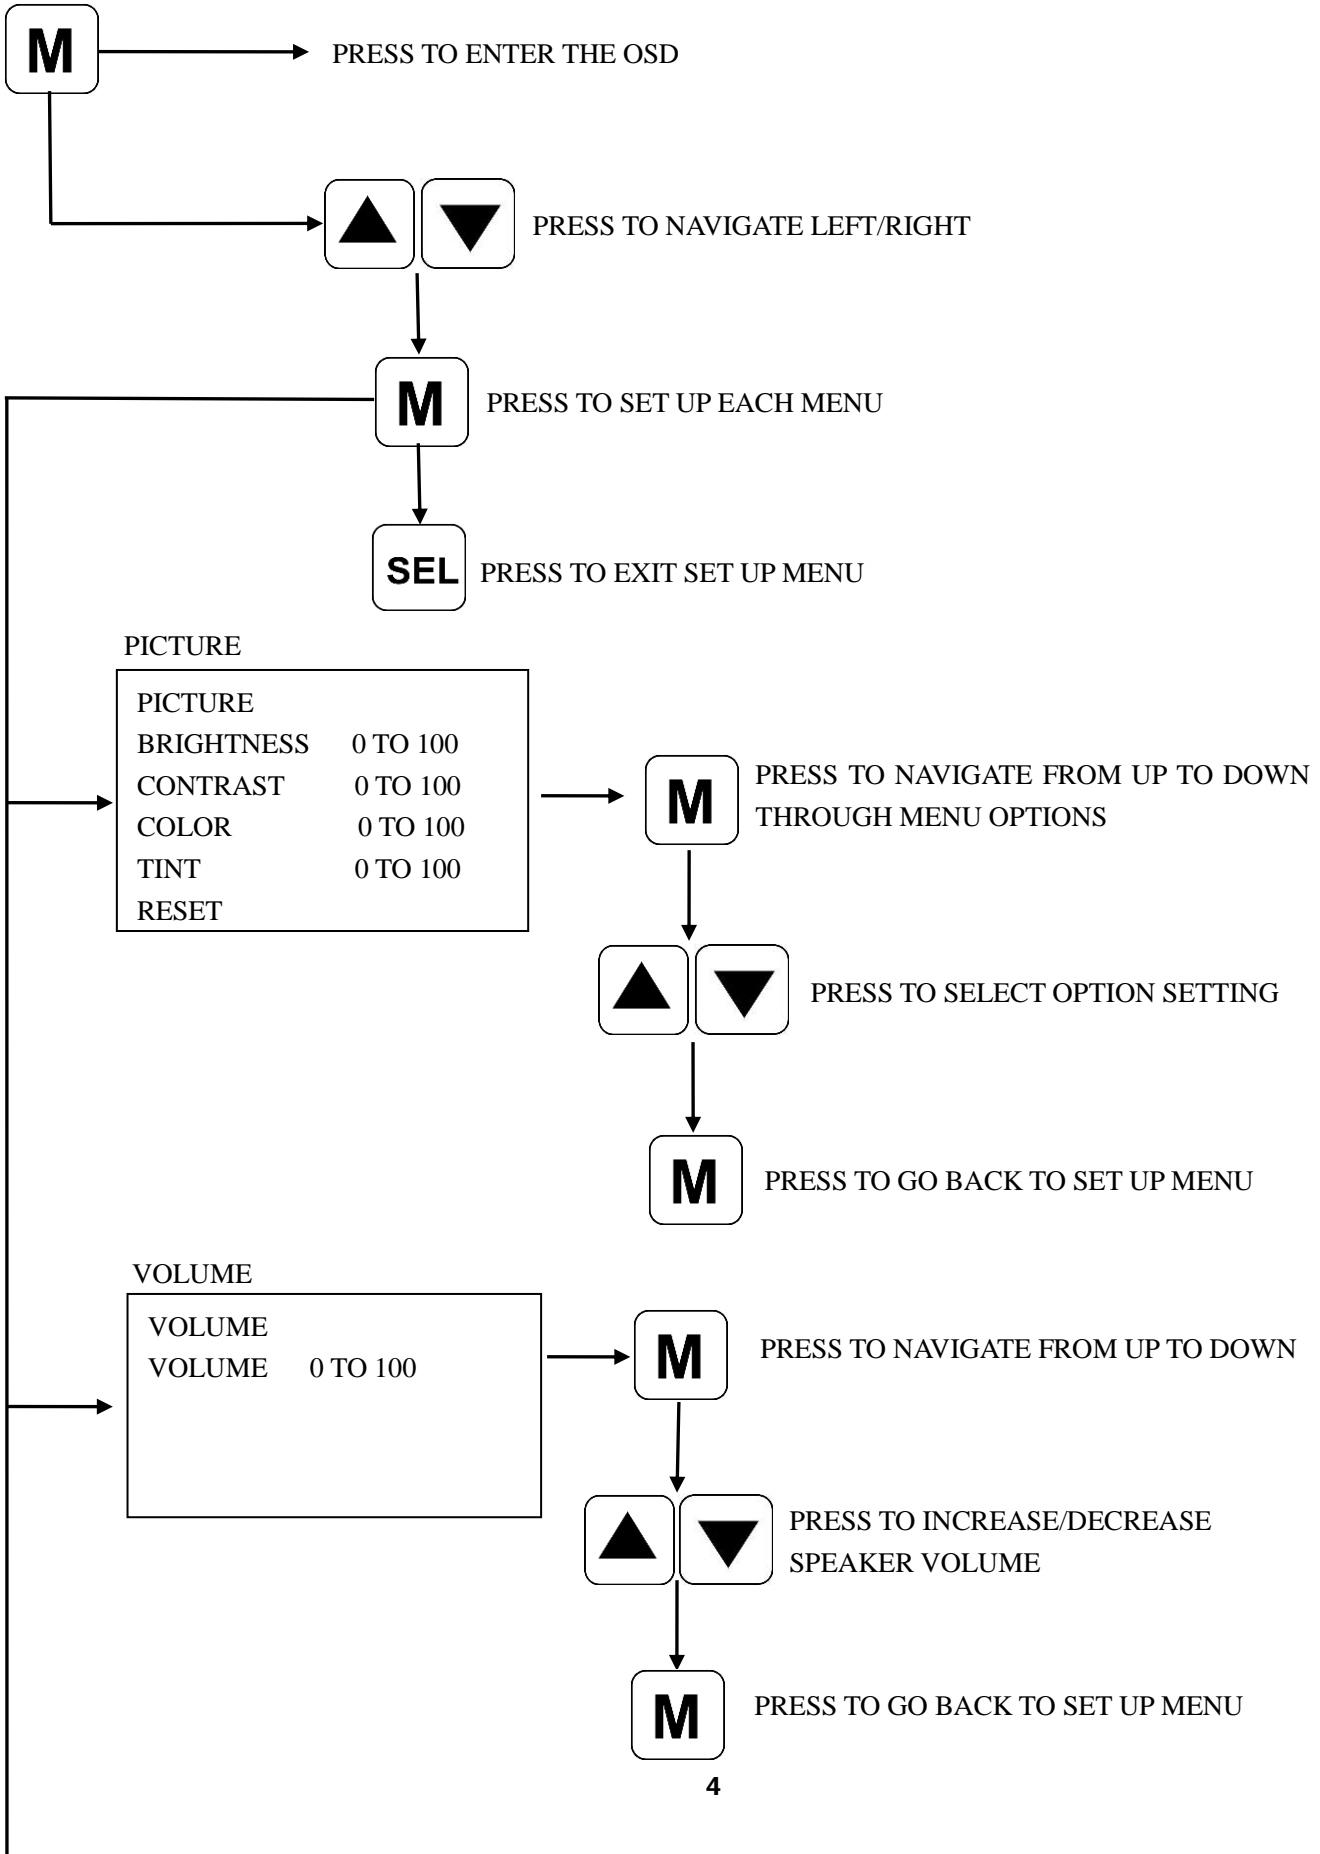 M
PRESS TO ENTER THE OSD
PRESS TO NAVIGATE LEFT/RIGHT
M
PRESS TO SET UP EACH MENU
SEL
PRESS TO EXIT SET UP MENU
PICTURE
PICTURE
BRIGHTNESS 0 TO 100
CONTRAST 0 TO 100
COLOR 0 TO 100
TINT 0 TO 100
RESET
M
PRESS TO NAVIGATE FROM UP TO DOWN
THROUGH MENU OPTIONS
PRESS TO SELECT OPTION SETTING
M
PRESS TO GO BACK TO SET UP MENU
VOLUME
VOLUME
VOLUME 0 TO 100
M
PRESS TO NAVIGATE FROM UP TO DOWN
PRESS TO INCREASE/DECREASE
SPEAKER VOLUME
M
PRESS TO GO BACK TO SET UP MENU
4